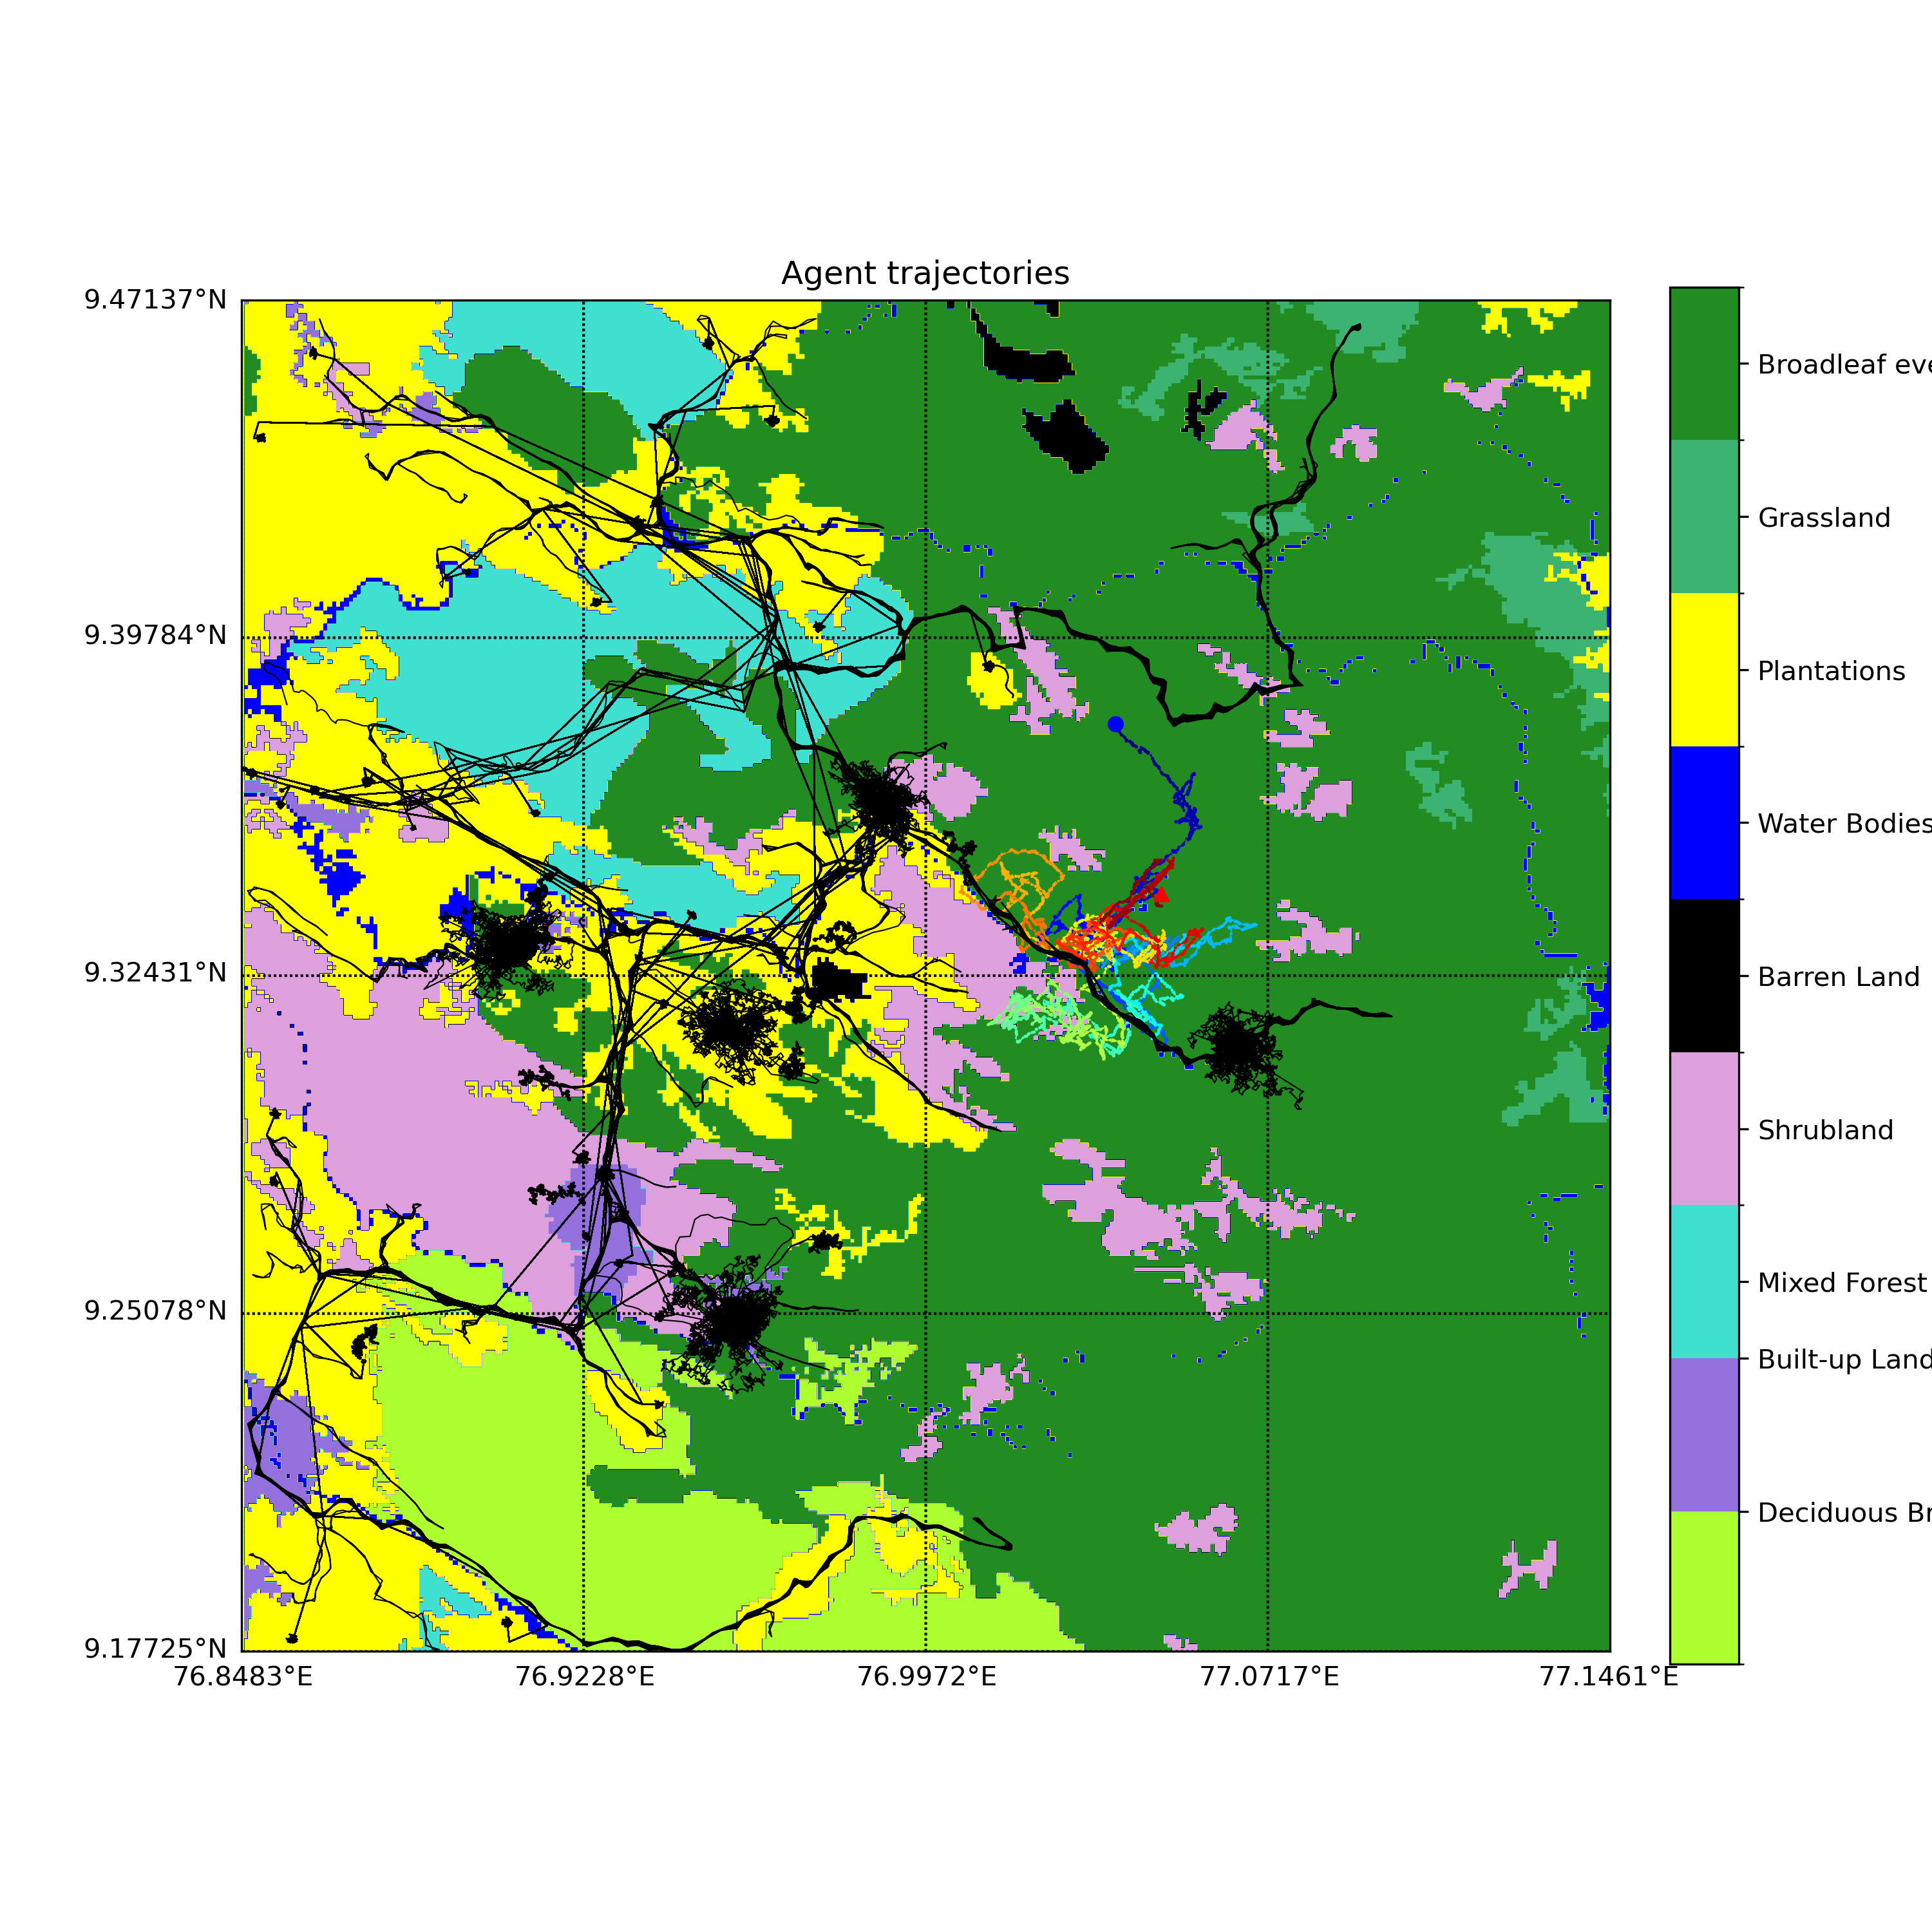 Agent trajectories
9.47137°N
9.39784°N
9.32431°N
9.25078°N
9.17725°N
76.8483°E
76.9228°E
76.9972°E
77.0717°E
77.1461°E
Broadleaf eve
Grassland
Plantations
Water Bodies
Barren Land
Shrubland
Mixed Forest
Built-up Land
Deciduous Br